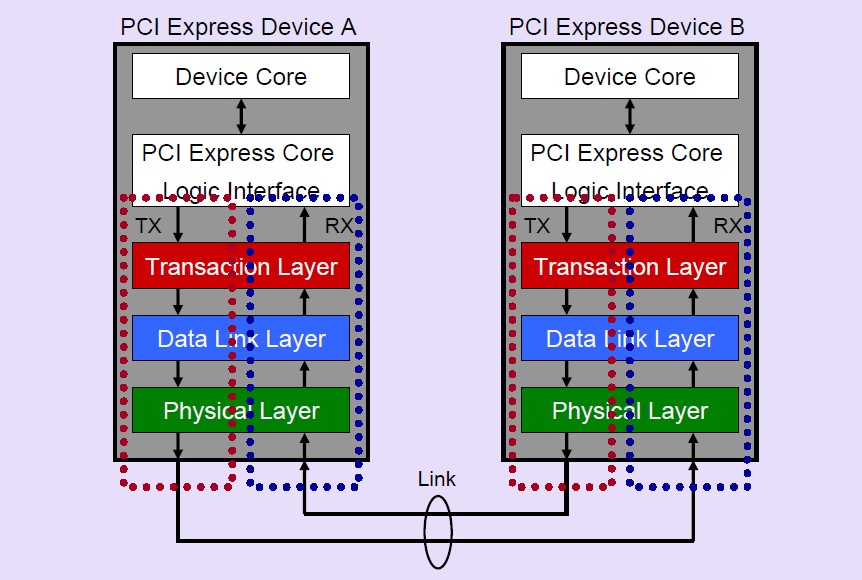 PCI Express Device A
Device Core
PCI Express Core
Logic Interface
TX
RX
Transaction Layer
Data Link Layer
Physical Layer
PCI Express Device B
Device Core
PCI Express Core
Logic Interface
TX
RX
Transaction Layer
Data Link Layer
Physical Layer
Link